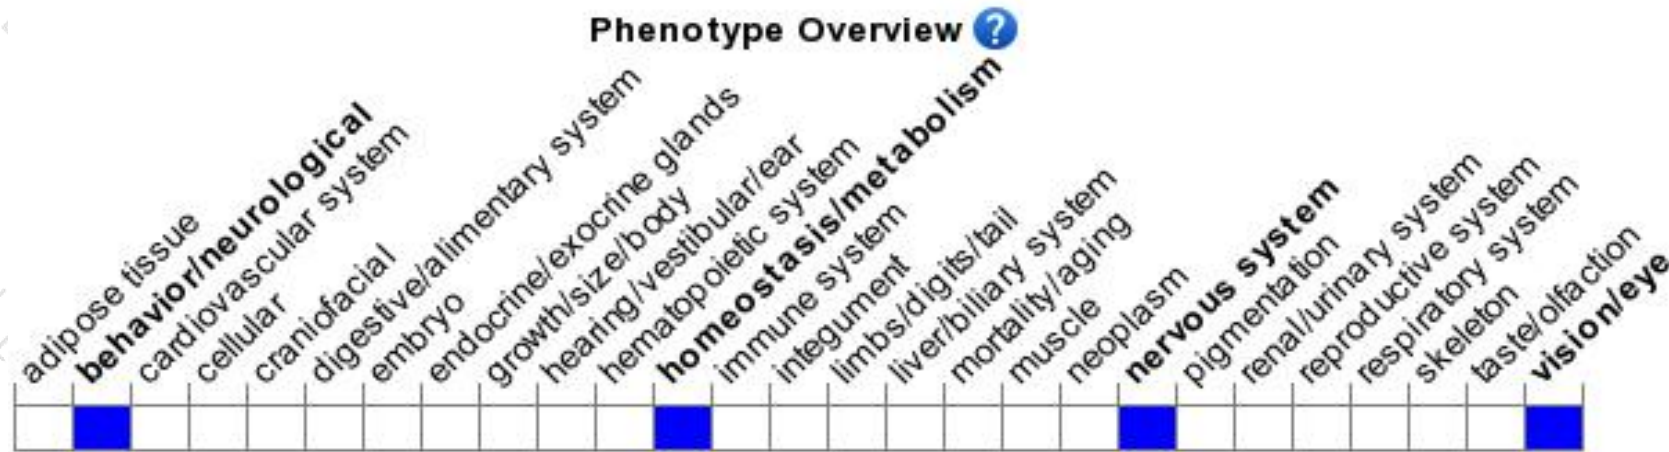 Phenotype Overview ?
adipose tissue
behavior/neurological
cardiovascular system
cellular
craniofacial
digestive/alimentary system
embryo
endocrine/exocrine glands
growth/size/body
hearing/vestibular/ear
hematopoietic system
homeostasis/metabolism
immune system
integument
limbs/digits/tail
liver/biliary system
mortality/aging
muscle
neoplasm
nervous system
pigmentation
renal/urinary system
reproductive system
respiratory system
skeleton
taste/olfaction
vision/eye